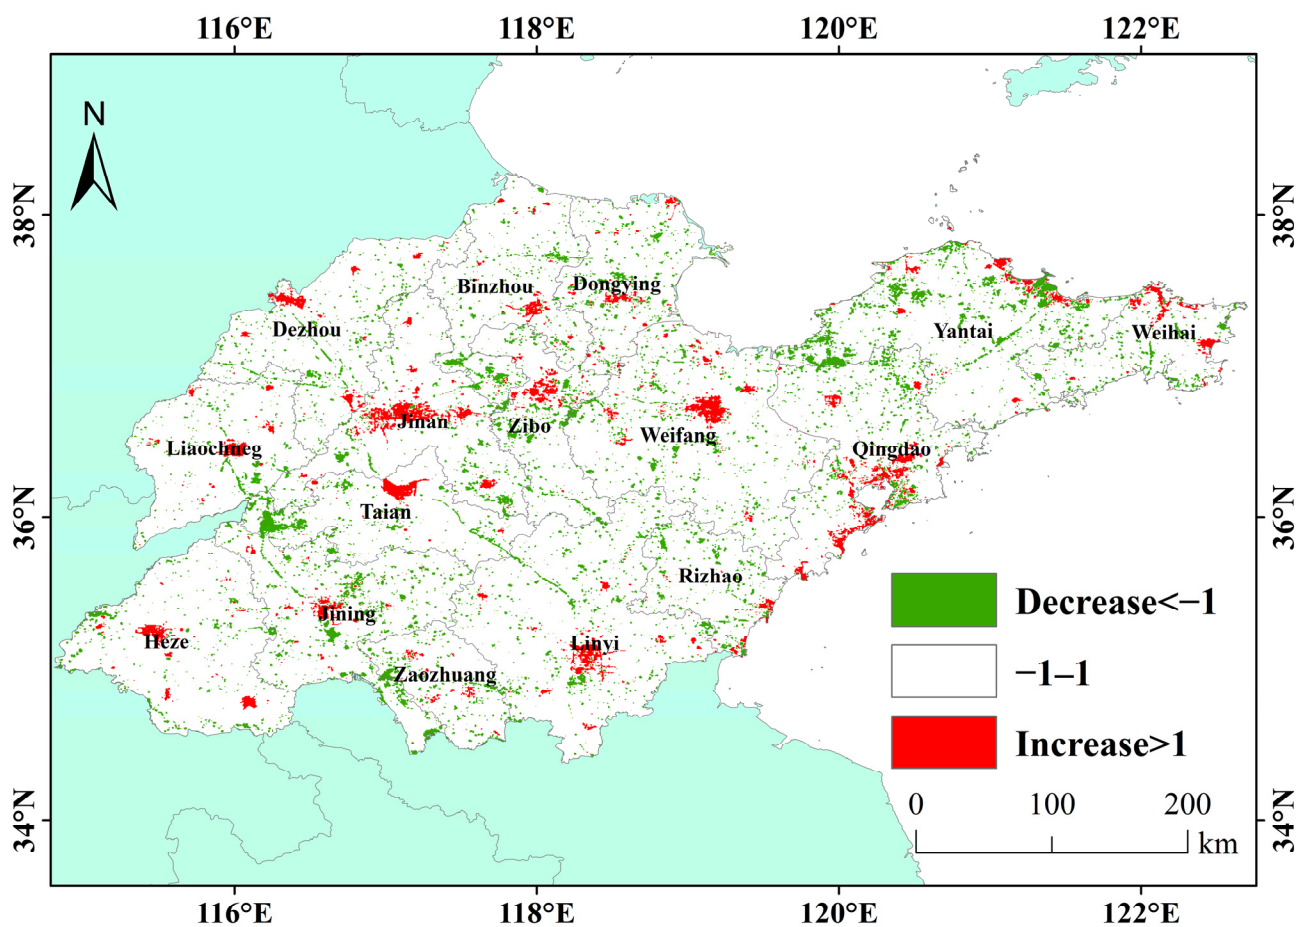 116°E 118°E 120°E 122°E
N
38°N 38°N
Binzhou Dongying
Dezhou Yantai Weihai
Jinan Zibo Weifang
Liaochneg Qingdao
Taian
36°N 36°N
Rizhao
Decrease<−1
Jining
Heze Linyi
Zaozhuang −1–1
Increase>1
0 100 200
34°N 34°N
km
116°E 118°E 120°E 122°E